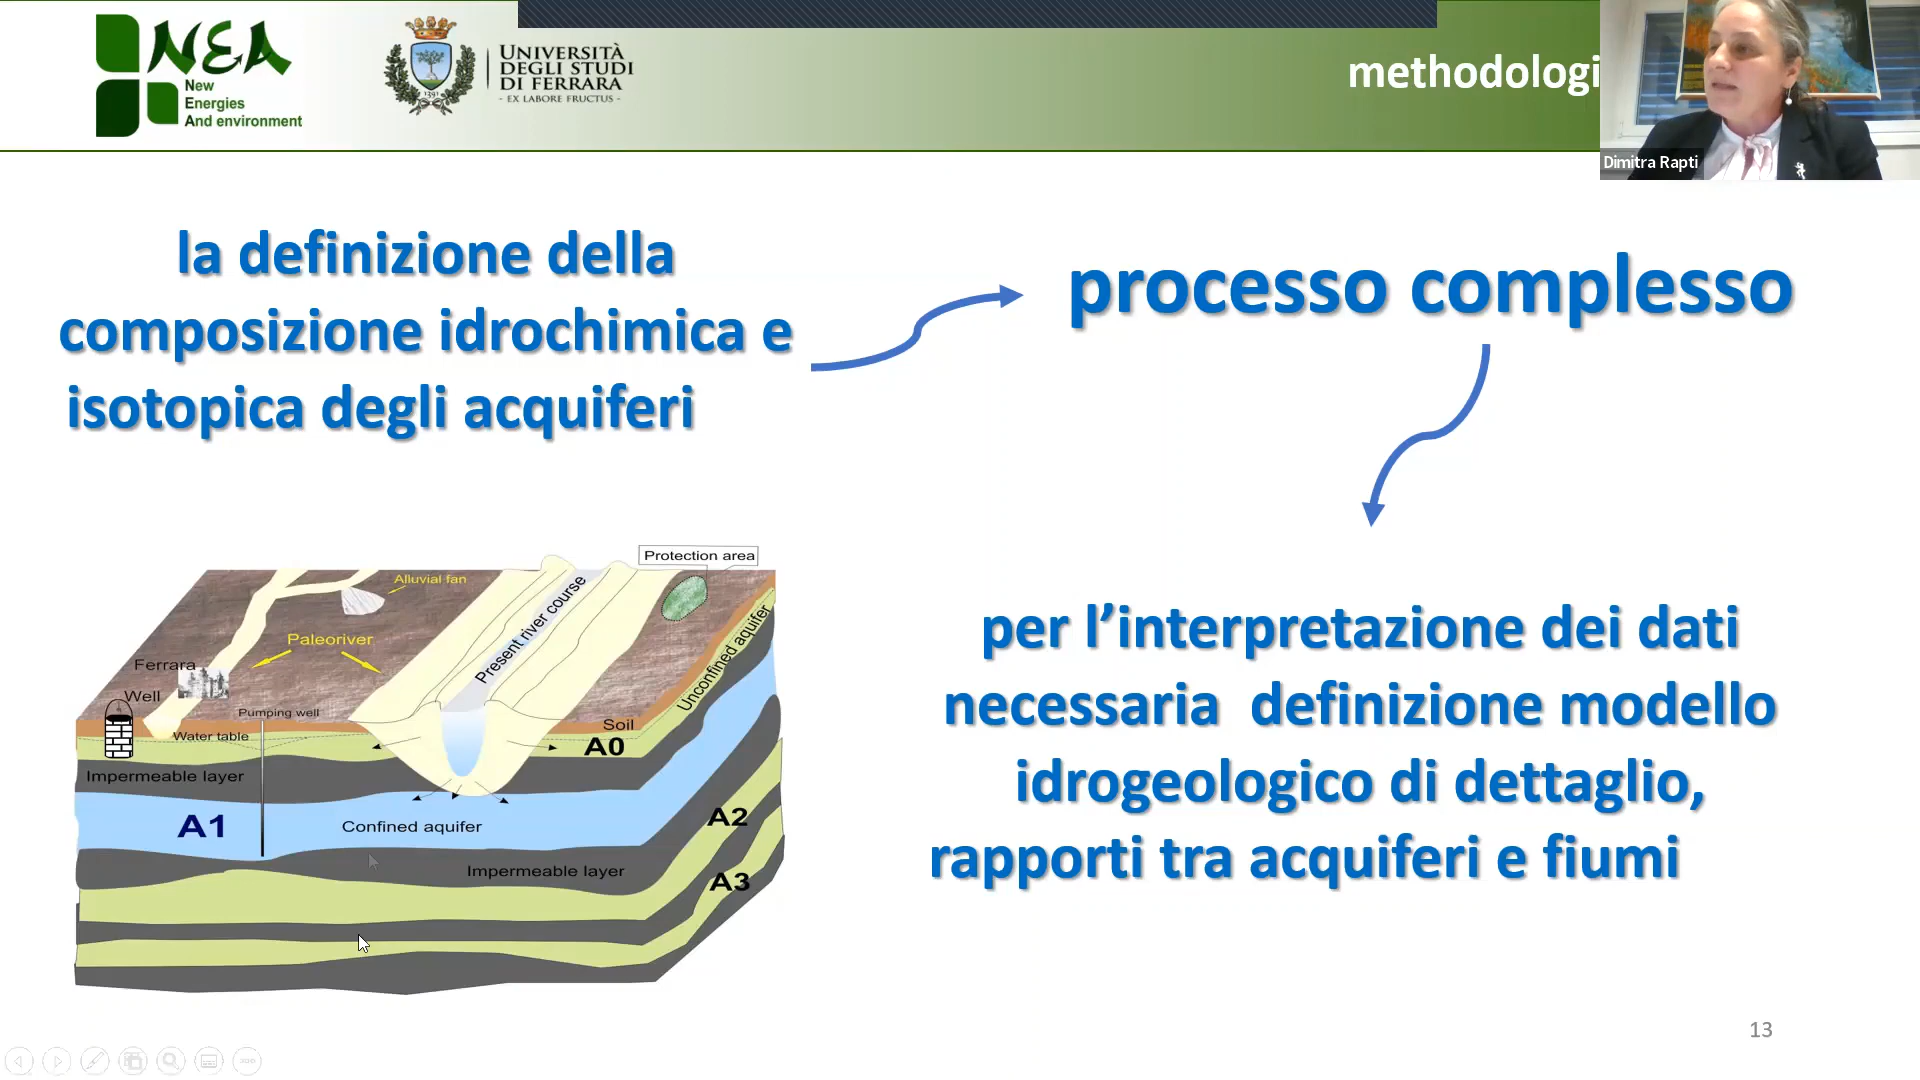 NEA
New
Energies
And environment
UNIVERSITÀ
DEGLI STUDI
DI FERRARA
- EX LABORE FRUCTUS -
1391
methodologi
Dimitra Rapti
la definizione della
composizione idrochimica e
isotopica degli acquiferi
processo complesso
per l’interpretazione dei dati
necessaria definizione modello
idrogeologico di dettaglio,
rapporti tra acquiferi e fiumi
Protection area
Alluvial fan
Present river course
Paleoriver
Unconfined aquifer
Ferrara
Well
Pumping well
Soil
Water table
A0
Impermeable layer
A1
Confined aquifer
A2
Impermeable layer
A3
13